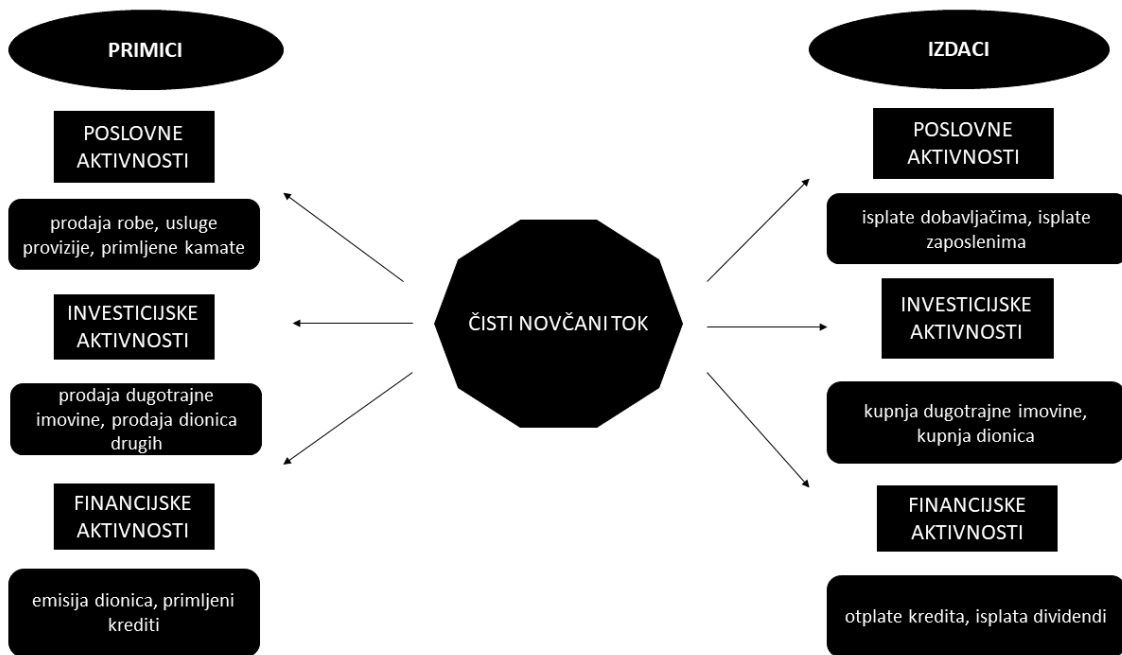 PRIMICI
POSLOVNE
AKTIVNOSTI
prodaja robe, usluge
provizije, primljene kamate
INVESTICIJSKE
AKTIVNOSTI
prodaja dugotrajne
imovine, prodaja dionica
drugih
FINANCIJSKE
AKTIVNOSTI
emisija dionica, primljeni
krediti
ČISTI NOVČANI TOK
IZDACI
POSLOVNE
AKTIVNOSTI
isplate dobavljačima, isplate
zaposlenima
INVESTICIJSKE
AKTIVNOSTI
kupnja dugotrajne imovine,
kupnja dionica
FINANCIJSKE
AKTIVNOSTI
otplate kredita, isplata dividendi